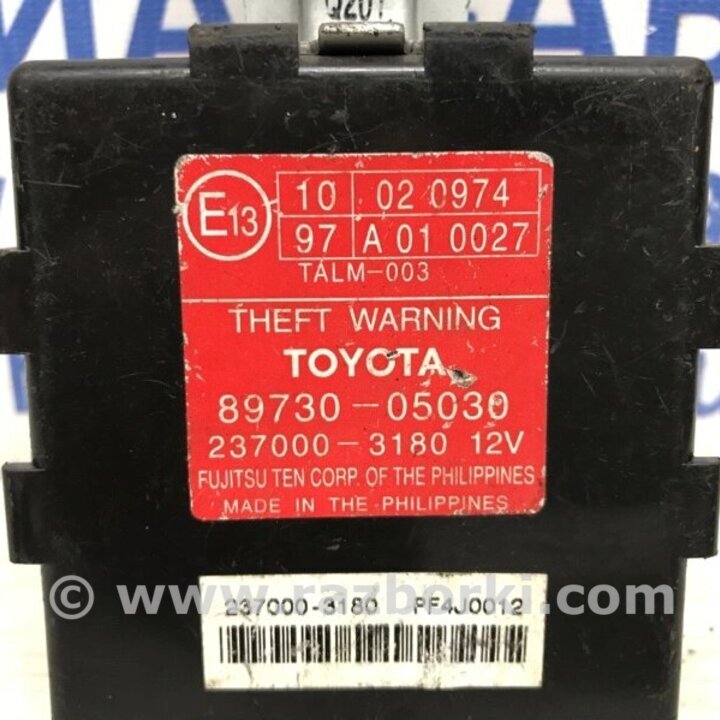 Q201
E13
10 02 0974
97 A 01 0027
TALM-003
THEFT WARNING
TOYOTA
89730-05030
237000-3180 12V
FUJITSU TEN CORP. OF THE PHILIPPINES
MADE IN THE PHILIPPINES
© www.razborki.com
237000-3180 PF4J0012